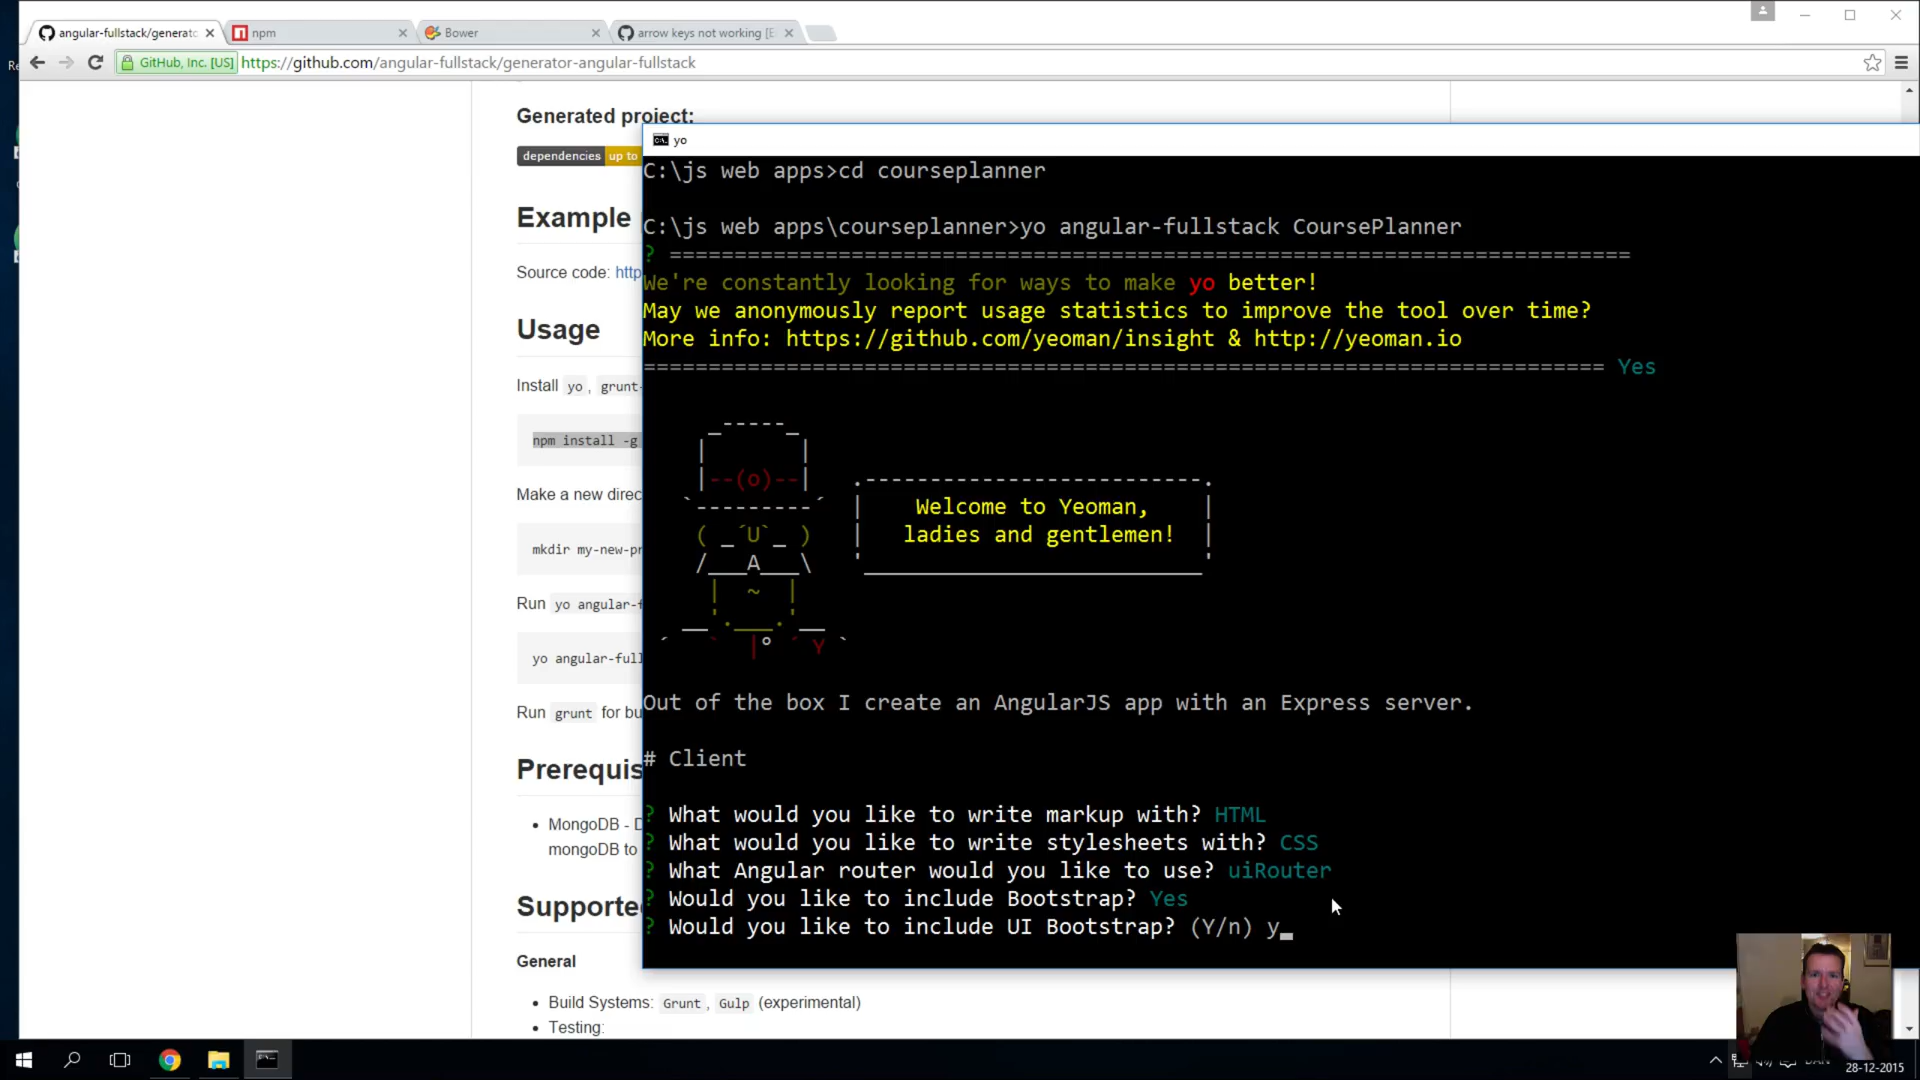 angular-fullstack/generato
npm
Bower
arrow keys not working [E
GitHub, Inc. [US]
https://github.com/angular-fullstack/generator-angular-fullstack
Re
Generated project:
dependencies up to
Example
Source code: http
Usage
Install yo, grunt-
npm install -g
Make a new direc
mkdir my-new-pr
Run yo angular-f
yo angular-full
Run grunt for bu
Prerequis
MongoDB - D
mongoDB to
Supporte
General
Build Systems: Grunt, Gulp (experimental)
Testing:
yo
C:\js web apps>cd courseplanner
C:\js web apps\courseplanner>yo angular-fullstack CoursePlanner
? ==========================================================================
We're constantly looking for ways to make yo better!
May we anonymously report usage statistics to improve the tool over time?
More info: https://github.com/yeoman/insight & http://yeoman.io
========================================================================== Yes
Welcome to Yeoman,
ladies and gentlemen!
Out of the box I create an AngularJS app with an Express server.
# Client
? What would you like to write markup with? HTML
? What would you like to write stylesheets with? CSS
? What Angular router would you like to use? uiRouter
? Would you like to include Bootstrap? Yes
? Would you like to include UI Bootstrap? (Y/n) y
28-12-2015